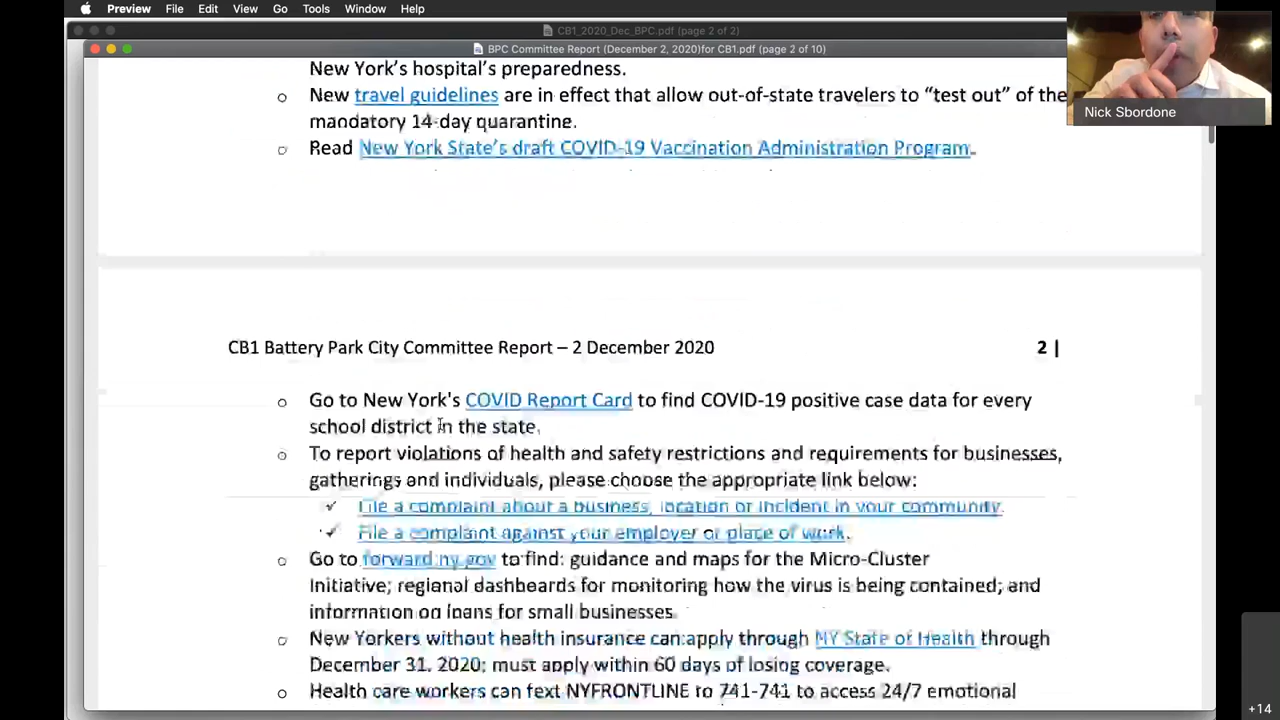 Preview File Edit View Go Tools Window Help
CB1_2020_Dec_BPC.pdf (page 2 of 2)
BPC Committee Report (December 2, 2020)for CB1.pdf (page 2 of 10)
Nick Sbordone
New York's hospital's preparedness.
o New travel guidelines are in effect that allow out-of-state travelers to “test out” of the
mandatory 14-day quarantine.
o Read New York State's draft COVID-19 Vaccination Administration Program.
CB1 Battery Park City Committee Report – 2 December 2020 2 |
o Go to New York's COVID Report Card to find COVID-19 positive case data for every
school district in the state.
o To report violations of health and safety restrictions and requirements for businesses,
gatherings and individuals, please choose the appropriate link below:
✓ File a complaint about a business, location or incident in your community.
✓ File a complaint against your employer or place of work.
o Go to forward.ny.gov to find: guidance and maps for the Micro-Cluster
Initiative; regional dashboards for monitoring how the virus is being contained; and
information on loans for small businesses.
o New Yorkers without health insurance can apply through NY State of Health through
December 31, 2020; must apply within 60 days of losing coverage.
o Health care workers can text NYFRONTLINE to 741-741 to access 24/7 emotional
+14